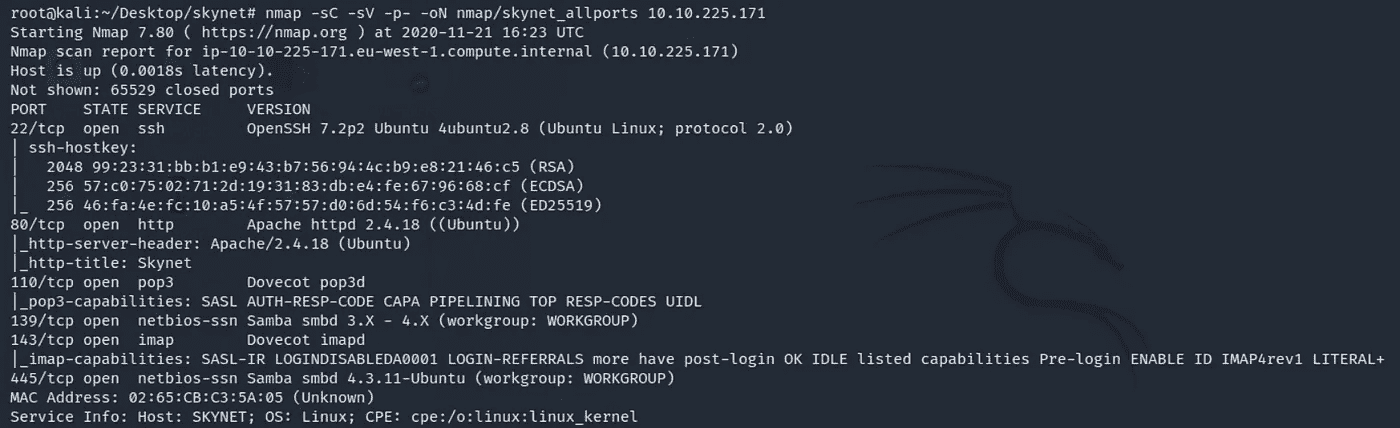 root@kali:~/Desktop/skynet# nmap -sC -sV -p- -oN nmap/skynet_allports 10.10.225.171
Starting Nmap 7.80 ( https://nmap.org ) at 2020-11-21 16:23 UTC
Nmap scan report for ip-10-10-225-171.eu-west-1.compute.internal (10.10.225.171)
Host is up (0.0018s latency).
Not shown: 65529 closed ports
PORT    STATE SERVICE     VERSION
22/tcp  open  ssh         OpenSSH 7.2p2 Ubuntu 4ubuntu2.8 (Ubuntu Linux; protocol 2.0)
| ssh-hostkey:
|   2048 99:23:31:bb:b1:e9:43:b7:56:94:4c:b9:e8:21:46:c5 (RSA)
|   256 57:c0:75:02:71:2d:19:31:83:db:e4:fe:67:96:68:cf (ECDSA)
|_  256 46:fa:4e:fc:10:a5:4f:57:57:d0:6d:54:f6:c3:4d:fe (ED25519)
80/tcp  open  http        Apache httpd 2.4.18 ((Ubuntu))
|_http-server-header: Apache/2.4.18 (Ubuntu)
|_http-title: Skynet
110/tcp open  pop3        Dovecot pop3d
|_pop3-capabilities: SASL AUTH-RESP-CODE CAPA PIPELINING TOP RESP-CODES UIDL
139/tcp open  netbios-ssn Samba smbd 3.X - 4.X (workgroup: WORKGROUP)
143/tcp open  imap        Dovecot imapd
|_imap-capabilities: SASL-IR LOGINDISABLEDA0001 LOGIN-REFERRALS more have post-login OK IDLE listed capabilities Pre-login ENABLE ID IMAP4rev1 LITERAL+
445/tcp open  netbios-ssn Samba smbd 4.3.11-Ubuntu (workgroup: WORKGROUP)
MAC Address: 02:65:CB:C3:5A:05 (Unknown)
Service Info: Host: SKYNET; OS: Linux; CPE: cpe:/o:linux:linux_kernel